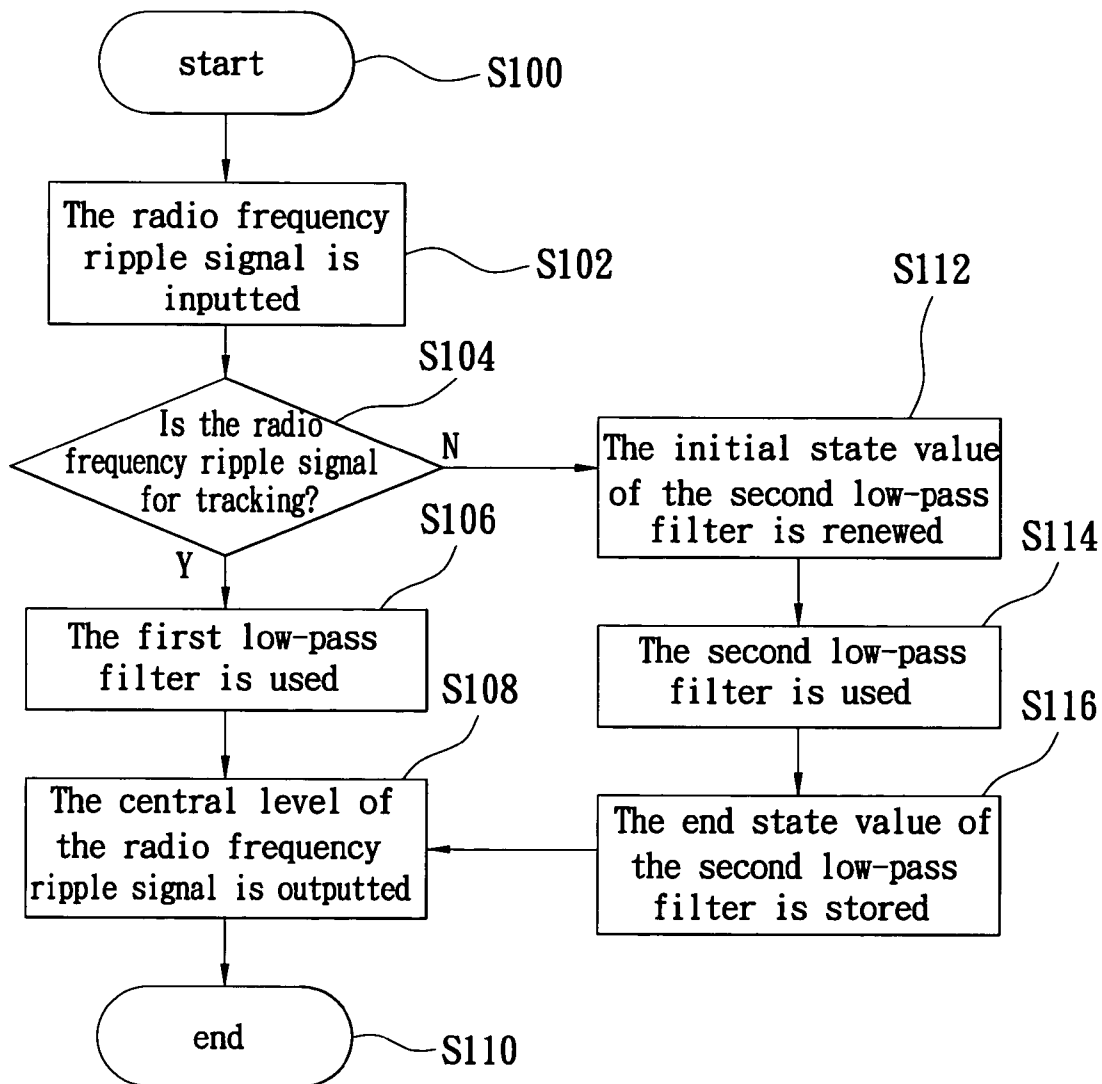 start
S100
The radio frequency
ripple signal is
inputted
S102
S104
Is the radio
frequency ripple signal
for tracking?
N
Y
S106
The first low-pass
filter is used
S108
The central level of
the radio frequency
ripple signal is outputted
end
S110
S112
The initial state value
of the second low-pass
filter is renewed
S114
The second low-pass
filter is used
S116
The end state value of
the second low-pass
filter is stored